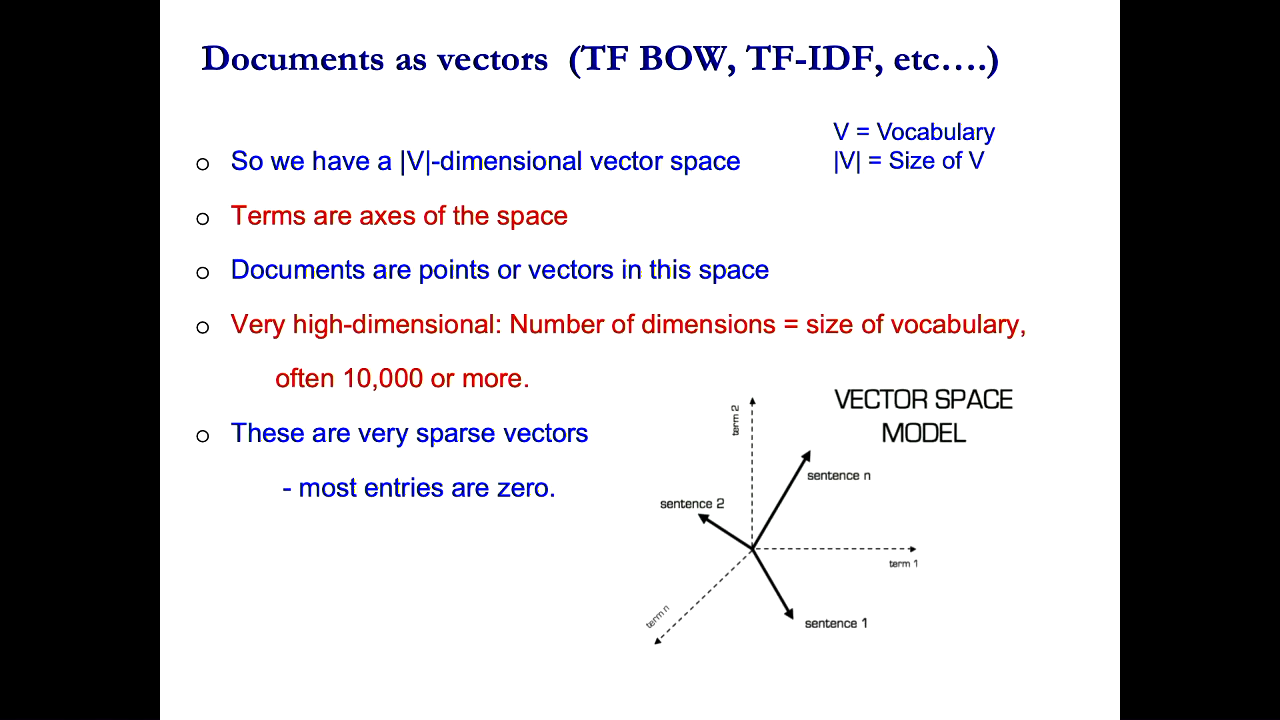 Documents as vectors (TF BOW, TF-IDF, etc….)
V = Vocabulary
|V| = Size of V
o So we have a |V|-dimensional vector space
o Terms are axes of the space
o Documents are points or vectors in this space
o Very high-dimensional: Number of dimensions = size of vocabulary,
often 10,000 or more.
o These are very sparse vectors
- most entries are zero.
VECTOR SPACE
MODEL
term 2
sentence n
sentence 2
term 1
term n
sentence 1